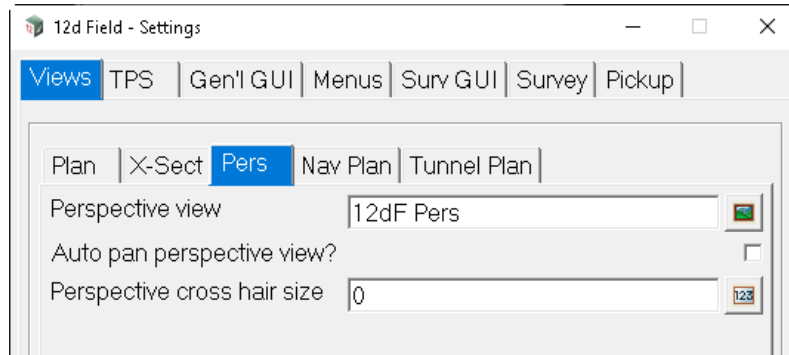 12d Field - Settings
Views TPS Gen'l GUI Menus Surv GUI Survey Pickup
Plan X-Sect Pers Nav Plan Tunnel Plan
Perspective view 12dF Pers
Auto pan perspective view?
Perspective cross hair size 0 123